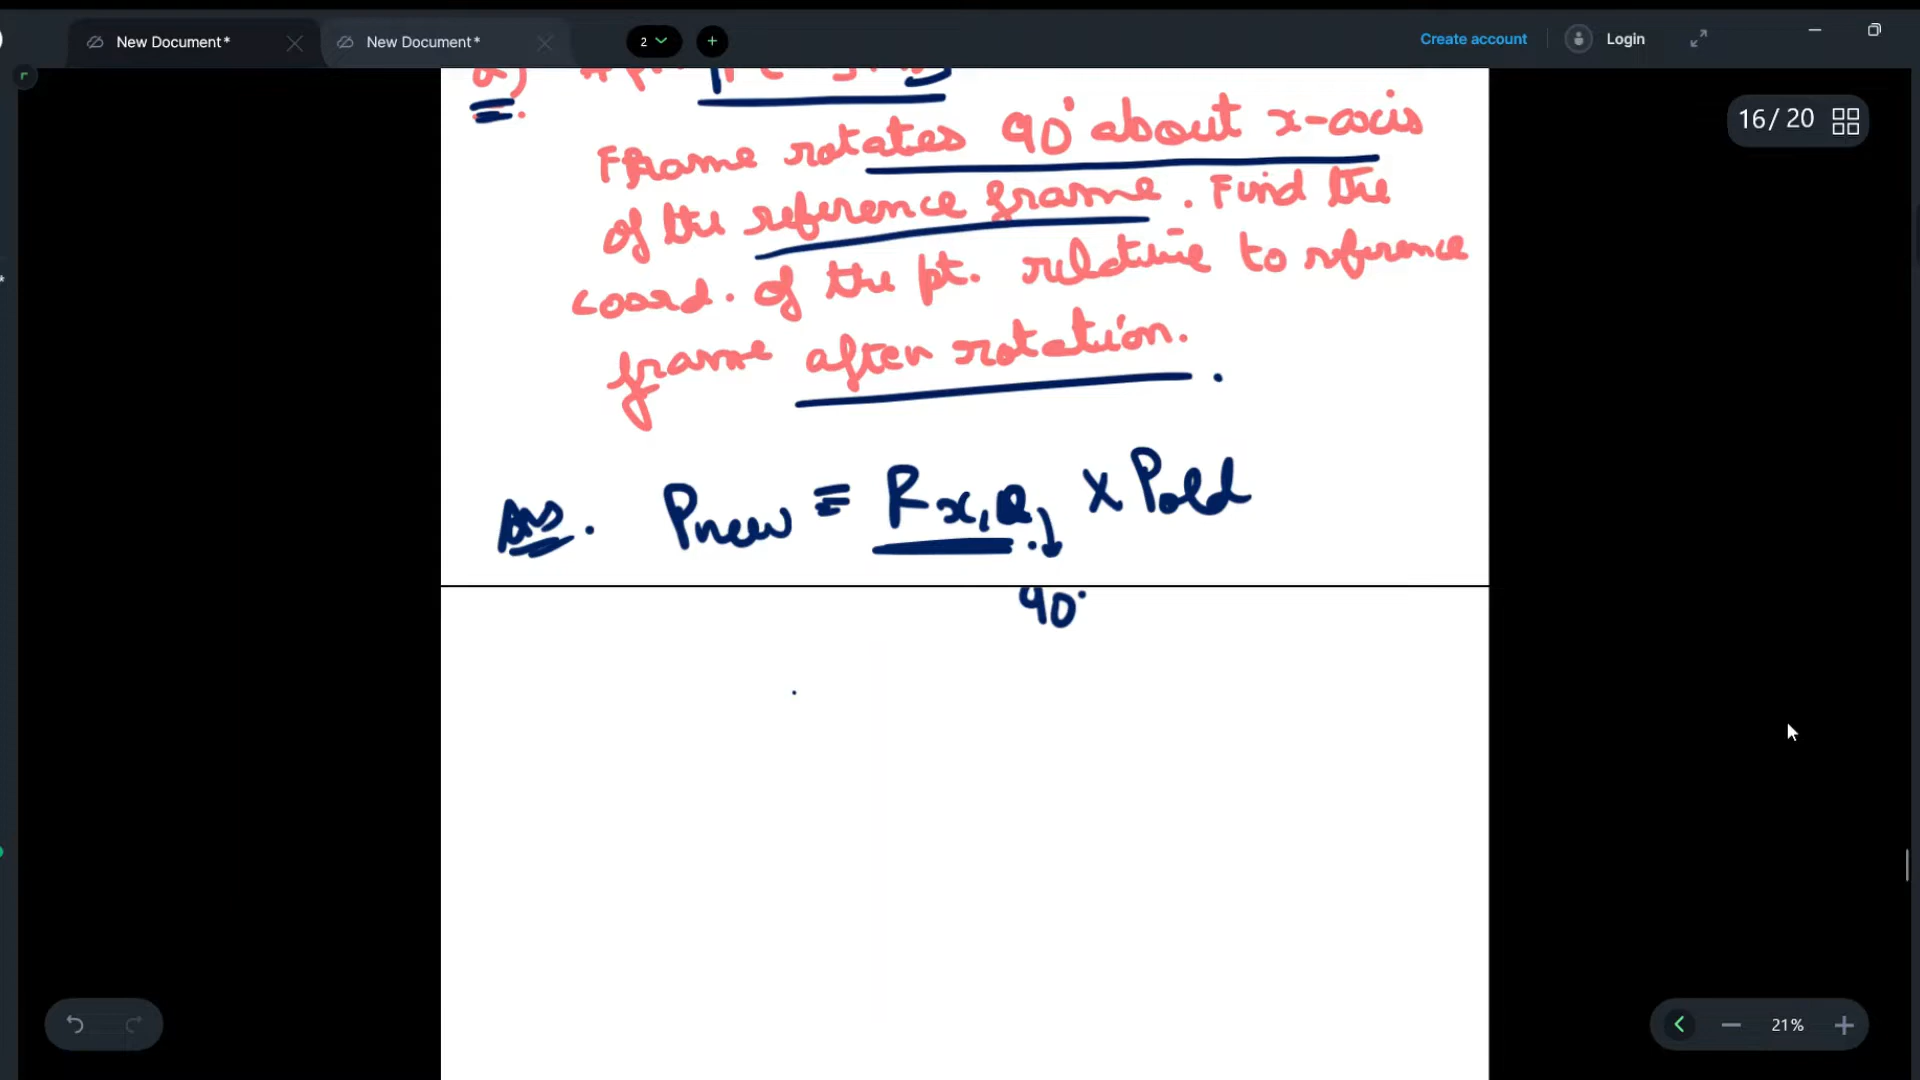 New Document*
New Document*
2
Create account
Login
16/ 20
2)
Frame rotates 90° about x-axis
of the reference frame. Find the
coord. of the pt. relative to reference
frame after rotation.
Ans. Pnew = Rx,θ, × Pold
90°
21%